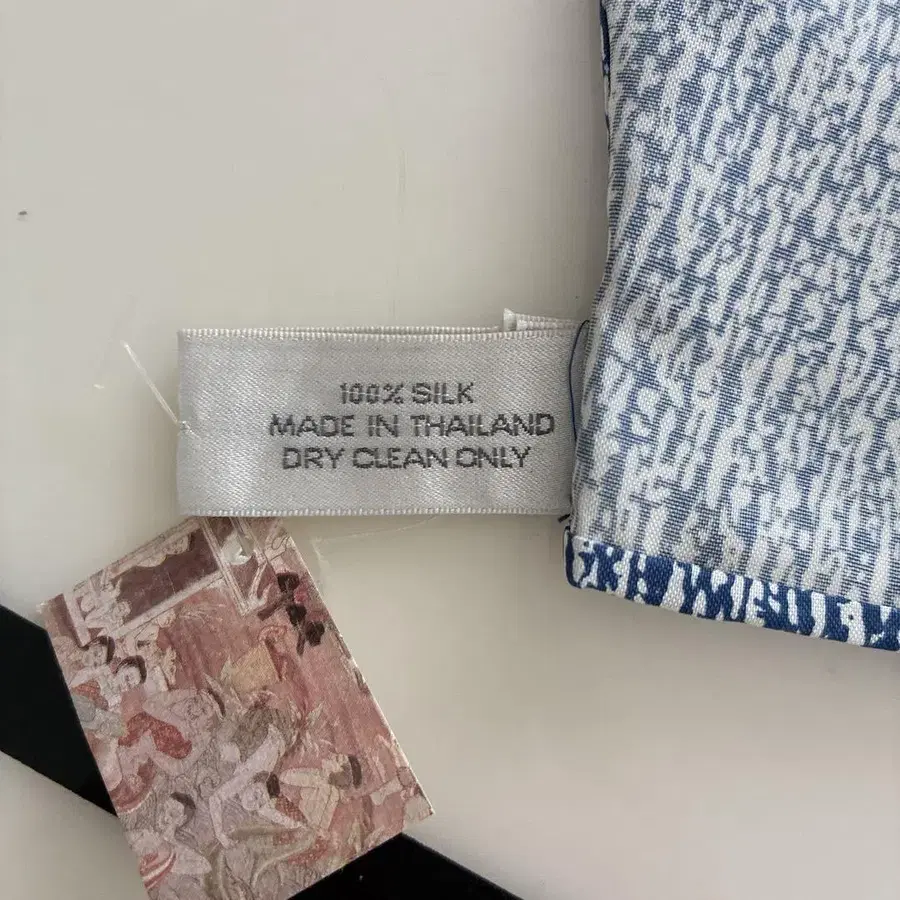 100% SILK
MADE IN THAILAND
DRY CLEAN ONLY